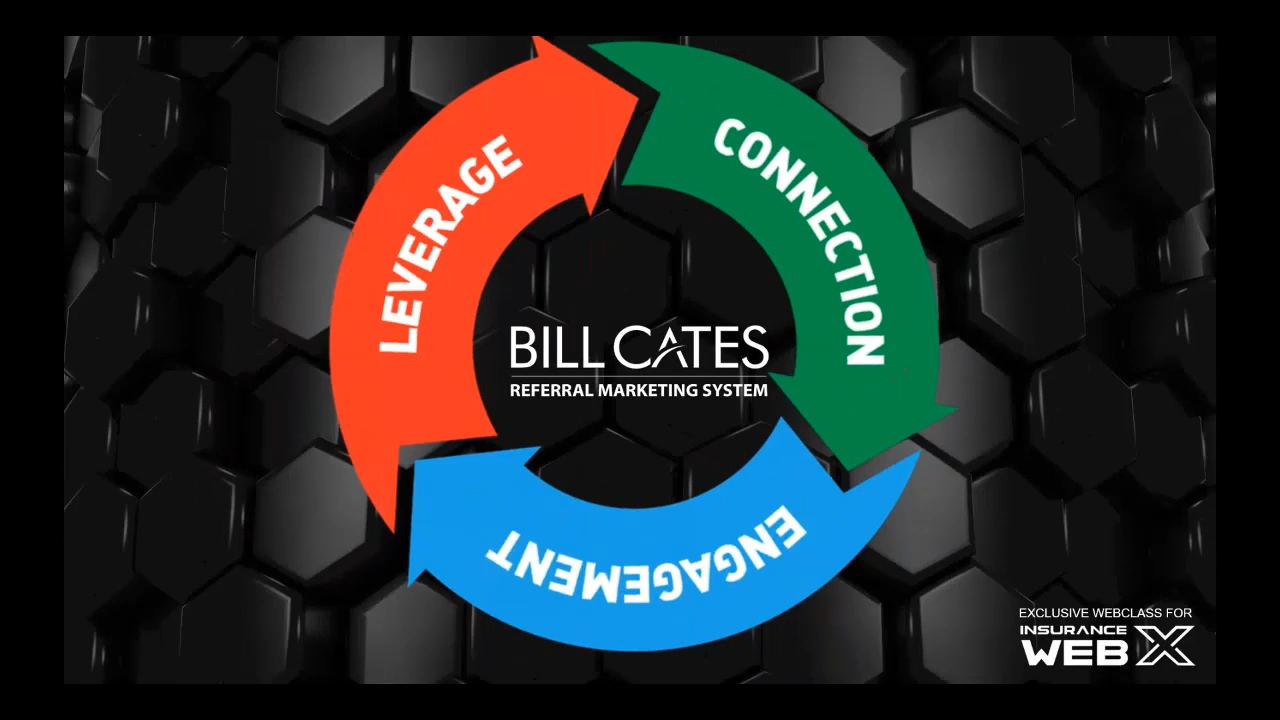 LEVERAGE
CONNECTION
ENGAGEMENT
BILL CATES
REFERRAL MARKETING SYSTEM
EXCLUSIVE WEBCLASS FOR
INSURANCE
WEB X